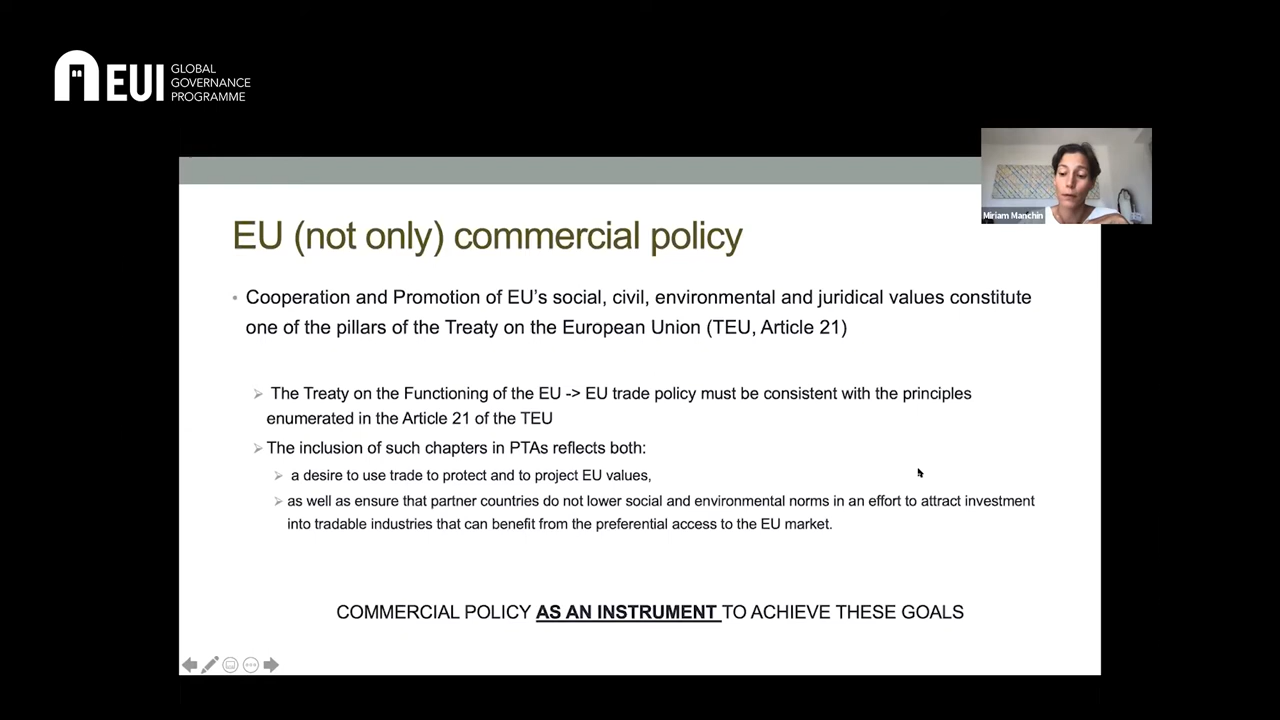 EUI
GLOBAL
GOVERNANCE
PROGRAMME
Miriam Manchin
EU (not only) commercial policy
• Cooperation and Promotion of EU's social, civil, environmental and juridical values constitute
one of the pillars of the Treaty on the European Union (TEU, Article 21)
The Treaty on the Functioning of the EU -> EU trade policy must be consistent with the principles
enumerated in the Article 21 of the TEU
The inclusion of such chapters in PTAs reflects both:
a desire to use trade to protect and to project EU values,
as well as ensure that partner countries do not lower social and environmental norms in an effort to attract investment
into tradable industries that can benefit from the preferential access to the EU market.
COMMERCIAL POLICY AS AN INSTRUMENT TO ACHIEVE THESE GOALS